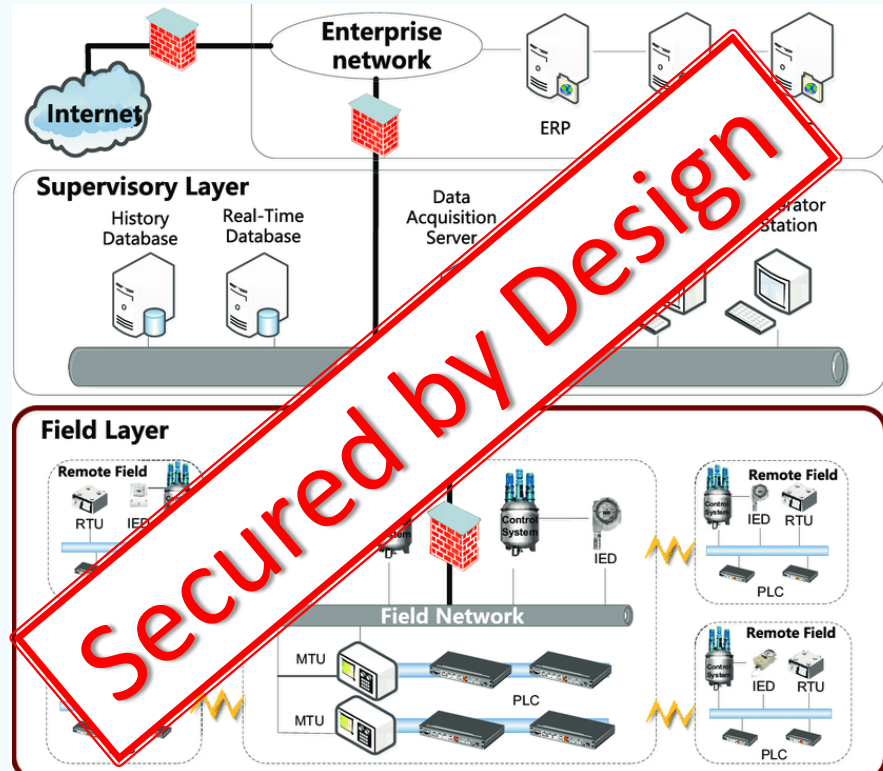 Enterprise
network
Internet
ERP
Supervisory Layer
History
Database
Real-Time
Database
Data
Acquisition
Server
Station
Secured by Design
Field Layer
Remote Field
RTU
IED
Control
System
IED
Field Network
MTU
PLC
MTU
Remote Field
Control
System
IED
RTU
PLC
Remote Field
Control
System
IED
RTU
PLC